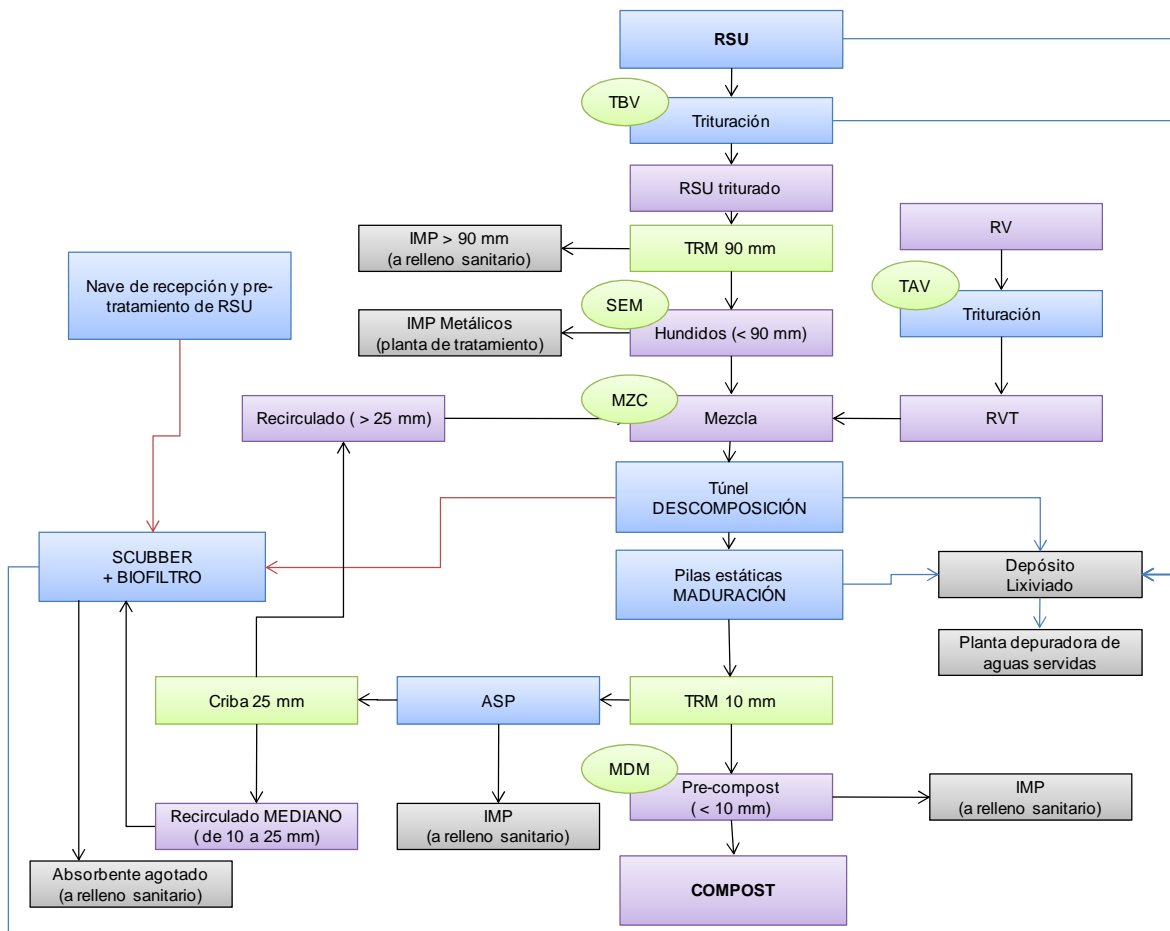 RSU
TBV
Trituración
RSU triturado
RV
IMP > 90 mm
(a relleno sanitario)
TRM 90 mm
Nave de recepción y pre-
tratamiento de RSU
TAV
Trituración
SEM
IMP Metálicos
(planta de tratamiento)
Hundidos (< 90 mm)
MZC
Recirculado ( > 25 mm)
Mezcla
RVT
Túnel
DESCOMPOSICIÓN
SCUBBER
+ BIOFILTRO
Pilas estáticas
MADURACIÓN
Depósito
Lixiviado
Planta depuradora de
aguas servidas
Criba 25 mm
ASP
TRM 10 mm
MDM
Pre-compost
( < 10 mm)
IMP
(a relleno sanitario)
Recirculado MEDIANO
( de 10 a 25 mm)
IMP
(a relleno sanitario)
Absorbente agotado
(a relleno sanitario)
COMPOST